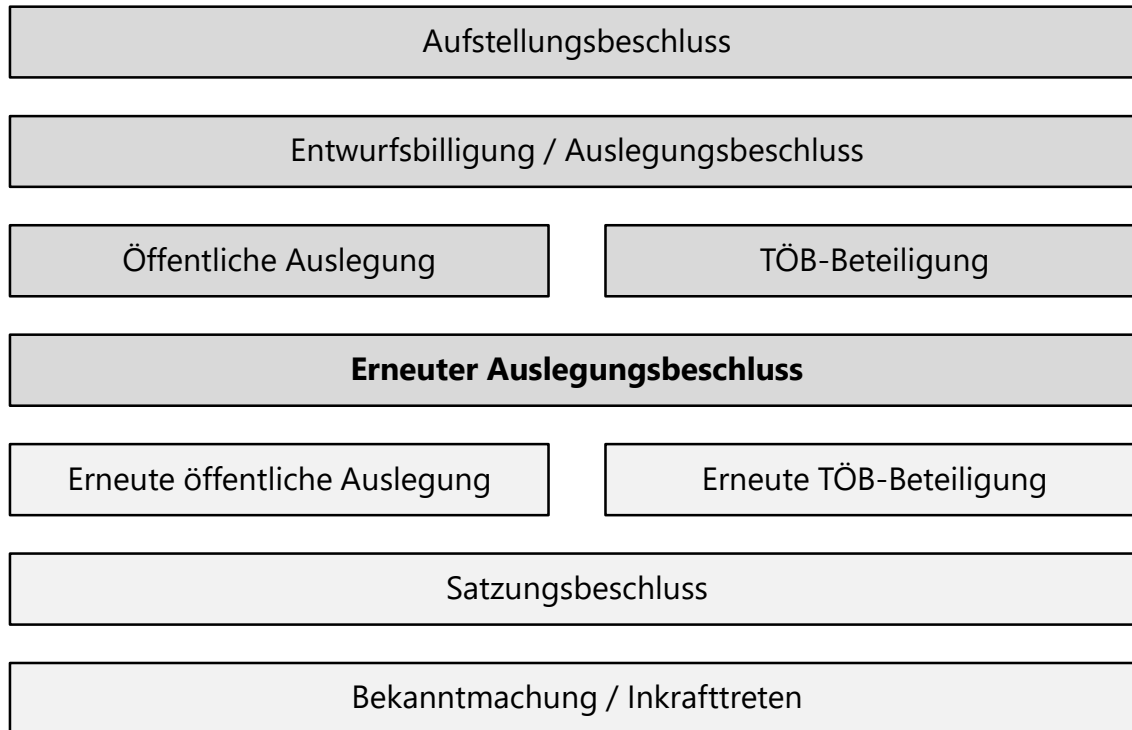 Aufstellungsbeschluss
Entwurfsbilligung / Auslegungsbeschluss
Öffentliche Auslegung
TÖB-Beteiligung
Erneuter Auslegungsbeschluss
Erneute öffentliche Auslegung
Erneute TÖB-Beteiligung
Satzungsbeschluss
Bekanntmachung / Inkrafttreten